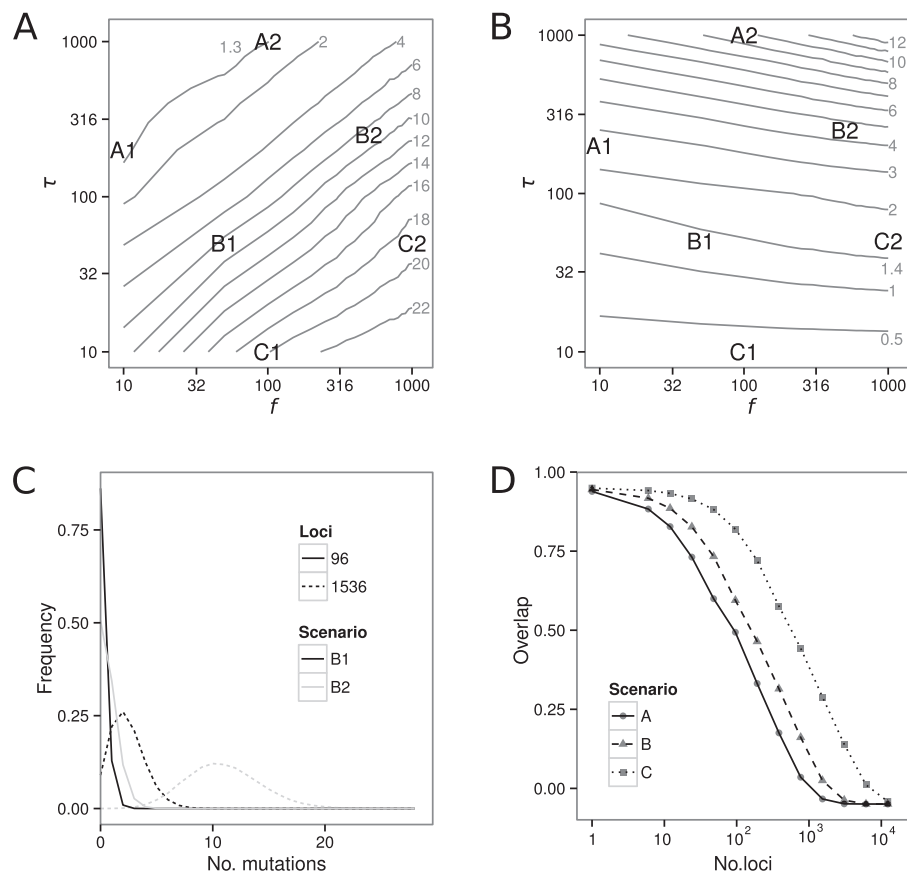 A
1000
316
100
32
10
τ
A1
1.3
A2
2
4
6
8
B2
10
12
14
16
B1
18
C2
20
22
C1
10
32
100
316
1000
f
B
1000
316
100
32
10
τ
A2
12
10
8
6
B2
4
A1
3
2
B1
C2
1.4
1
0.5
C1
10
32
100
316
1000
f
C
0.75
0.50
0.25
0.00
Frequency
Loci
96
1536
Scenario
B1
B2
0
10
20
No. mutations
D
1.00
0.75
0.50
0.25
0.00
Overlap
Scenario
A
B
C
1
10
10²
10³
10⁴
No.loci